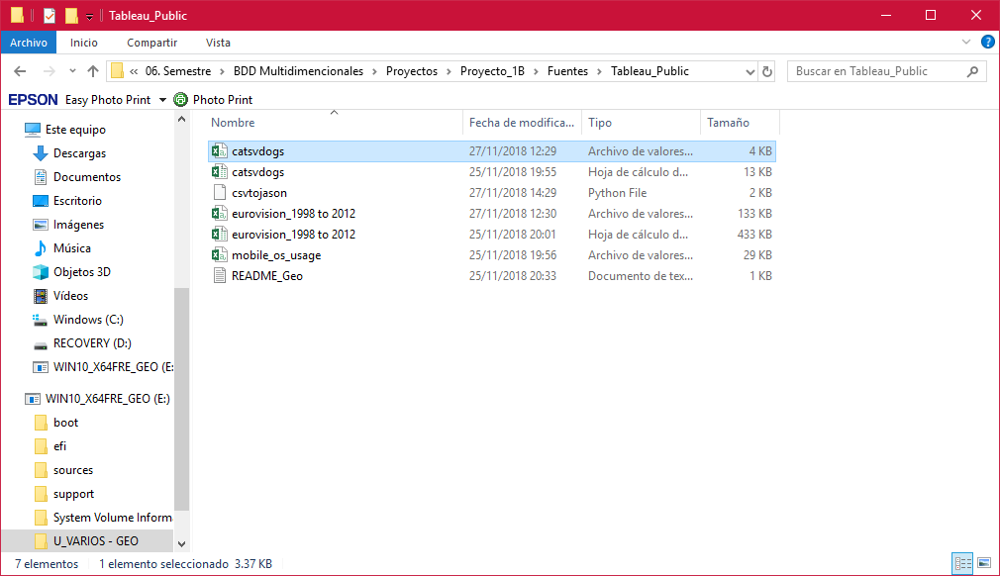 Tableau_Public
Archivo Inicio Compartir Vista
« 06. Semestre > BDD Multidimencionales > Proyectos > Proyecto_1B > Fuentes > Tableau_Public Buscar en Tableau_Public
EPSON Easy Photo Print Photo Print
Este equipo
Descargas
Documentos
Escritorio
Imágenes
Música
Objetos 3D
Vídeos
Windows (C:)
RECOVERY (D:)
WIN10_X64FRE_GEO (E:
WIN10_X64FRE_GEO (E:)
boot
efi
sources
support
System Volume Inform
U_VARIOS - GEO
Nombre Fecha de modifica... Tipo Tamaño
catsvdogs 27/11/2018 12:29 Archivo de valores... 4 KB
catsvdogs 25/11/2018 19:55 Hoja de cálculo d... 13 KB
csvtojason 27/11/2018 14:29 Python File 2 KB
eurovision_1998 to 2012 27/11/2018 12:30 Archivo de valores... 133 KB
eurovision_1998 to 2012 25/11/2018 20:01 Hoja de cálculo d... 433 KB
mobile_os_usage 25/11/2018 19:56 Archivo de valores... 29 KB
README_Geo 25/11/2018 20:33 Documento de tex... 1 KB
7 elementos 1 elemento seleccionado 3.37 KB